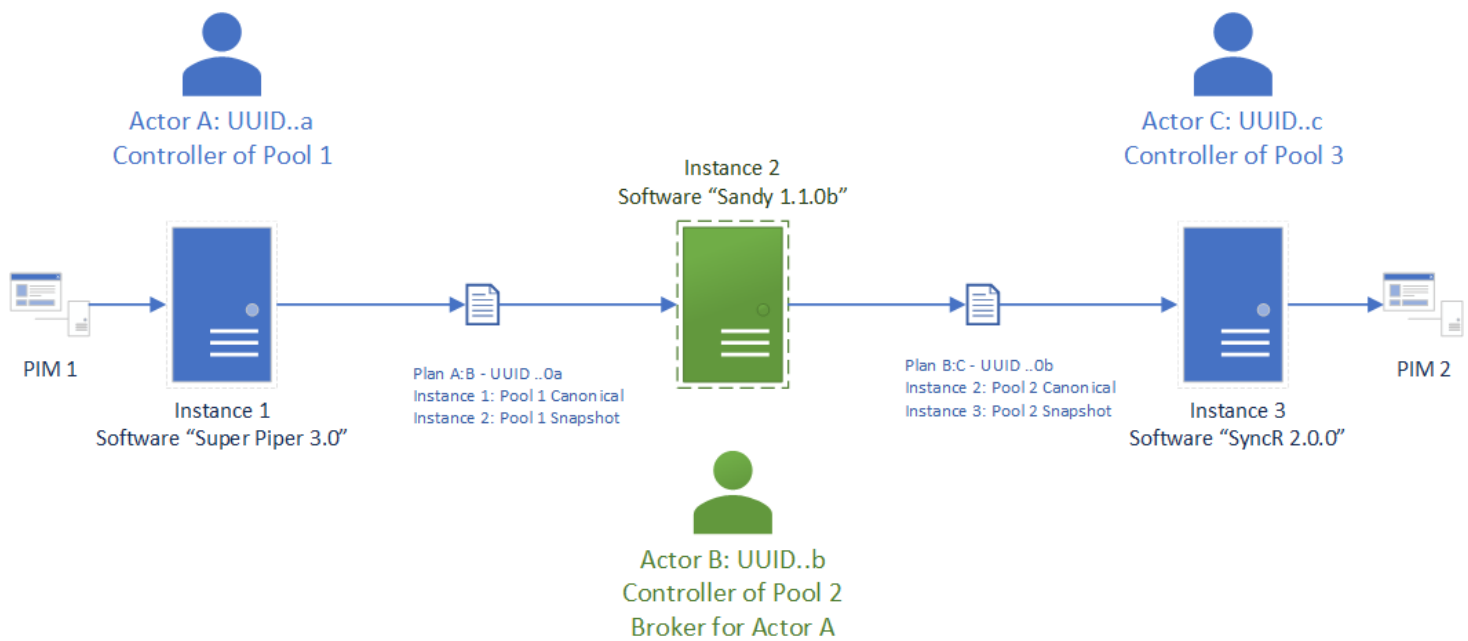 Actor A: UUID..a
Controller of Pool 1
Actor C: UUID..c
Controller of Pool 3
Instance 2
Software “Sandy 1.1.0b”
PIM 1
Instance 1
Software “Super Piper 3.0”
Plan A:B - UUID ..0a
Instance 1: Pool 1 Canonical
Instance 2: Pool 1 Snapshot
Plan B:C - UUID ..0b
Instance 2: Pool 2 Canonical
Instance 3: Pool 2 Snapshot
Instance 3
Software “SyncR 2.0.0”
PIM 2
Actor B: UUID..b
Controller of Pool 2
Broker for Actor A